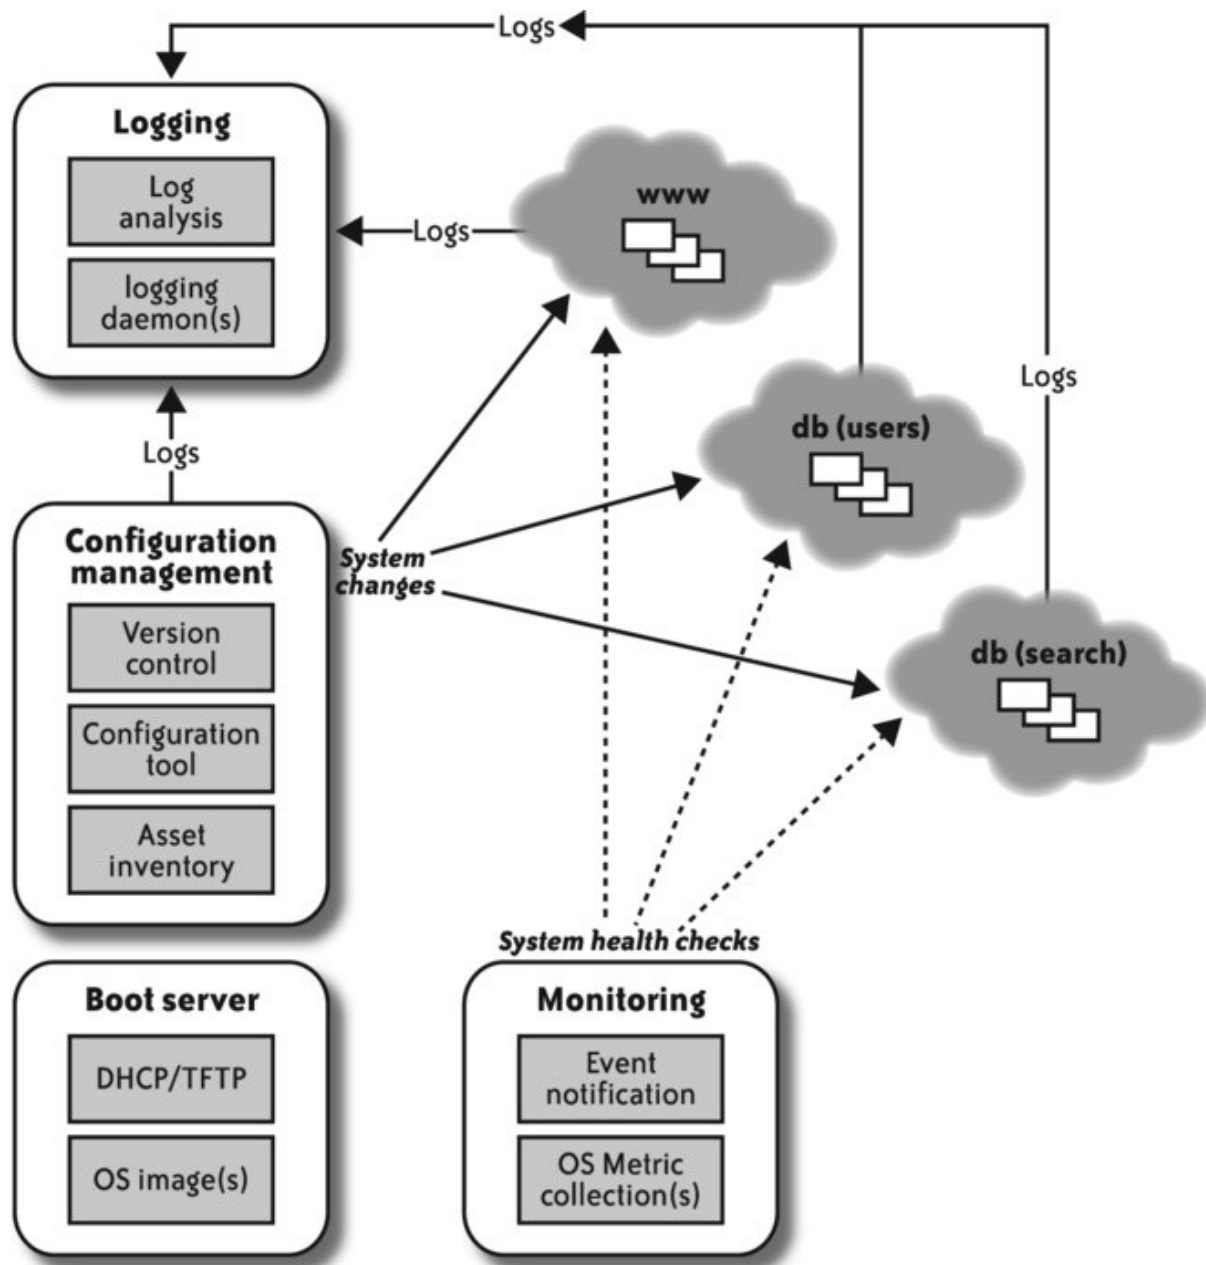 Logs
Logging
Log
analysis
logging
daemon(s)
Logs
www
Logs
db (users)
Logs
Configuration
management
Version
control
Configuration
tool
Asset
inventory
System
changes
db (search)
System health checks
Boot server
DHCP/TFTP
OS image(s)
Monitoring
Event
notification
OS Metric
collection(s)